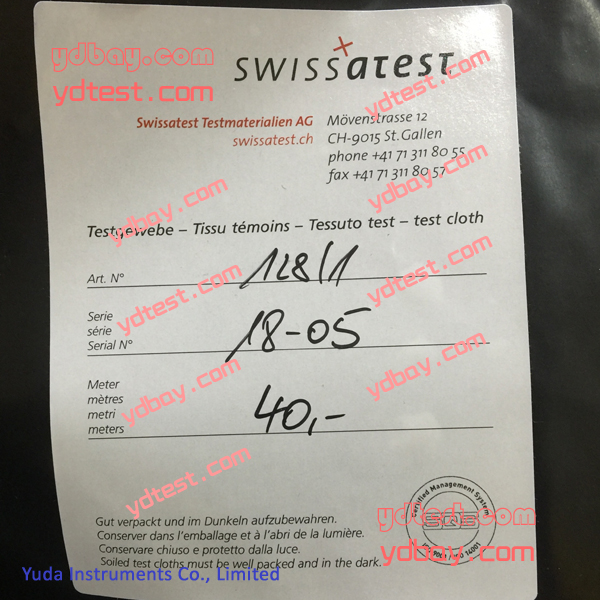 SWISSATEST
Swissatest Testmaterialien AG
swissatest.ch
Mövenstrasse 12
CH-9015 St.Gallen
phone +41 71 311 80 55
fax +41 71 311 80 57
Testgewebe – Tissu témoins – Tessuto test – test cloth
Art. N° 128/1
Serie
série
Serial N° 18-05
Meter
mètres
metri
meters 40,-
Gut verpackt und im Dunkeln aufzubewahren.
Conserver dans l'emballage et à l'abri de la lumière.
Conservare chiuso e protetto dalla luce.
Soiled test cloths must be well packed and in the dark.
Certified Management System
SQS
Yuda Instruments Co., Limited
ydbay.com
ydtest.com
ydtest.com
ydbay.com
ydbay.com
ydtest.com
ydtest.com
ydbay.com
ydbay.com
ydtest.com
ydtest.com
ydbay.com